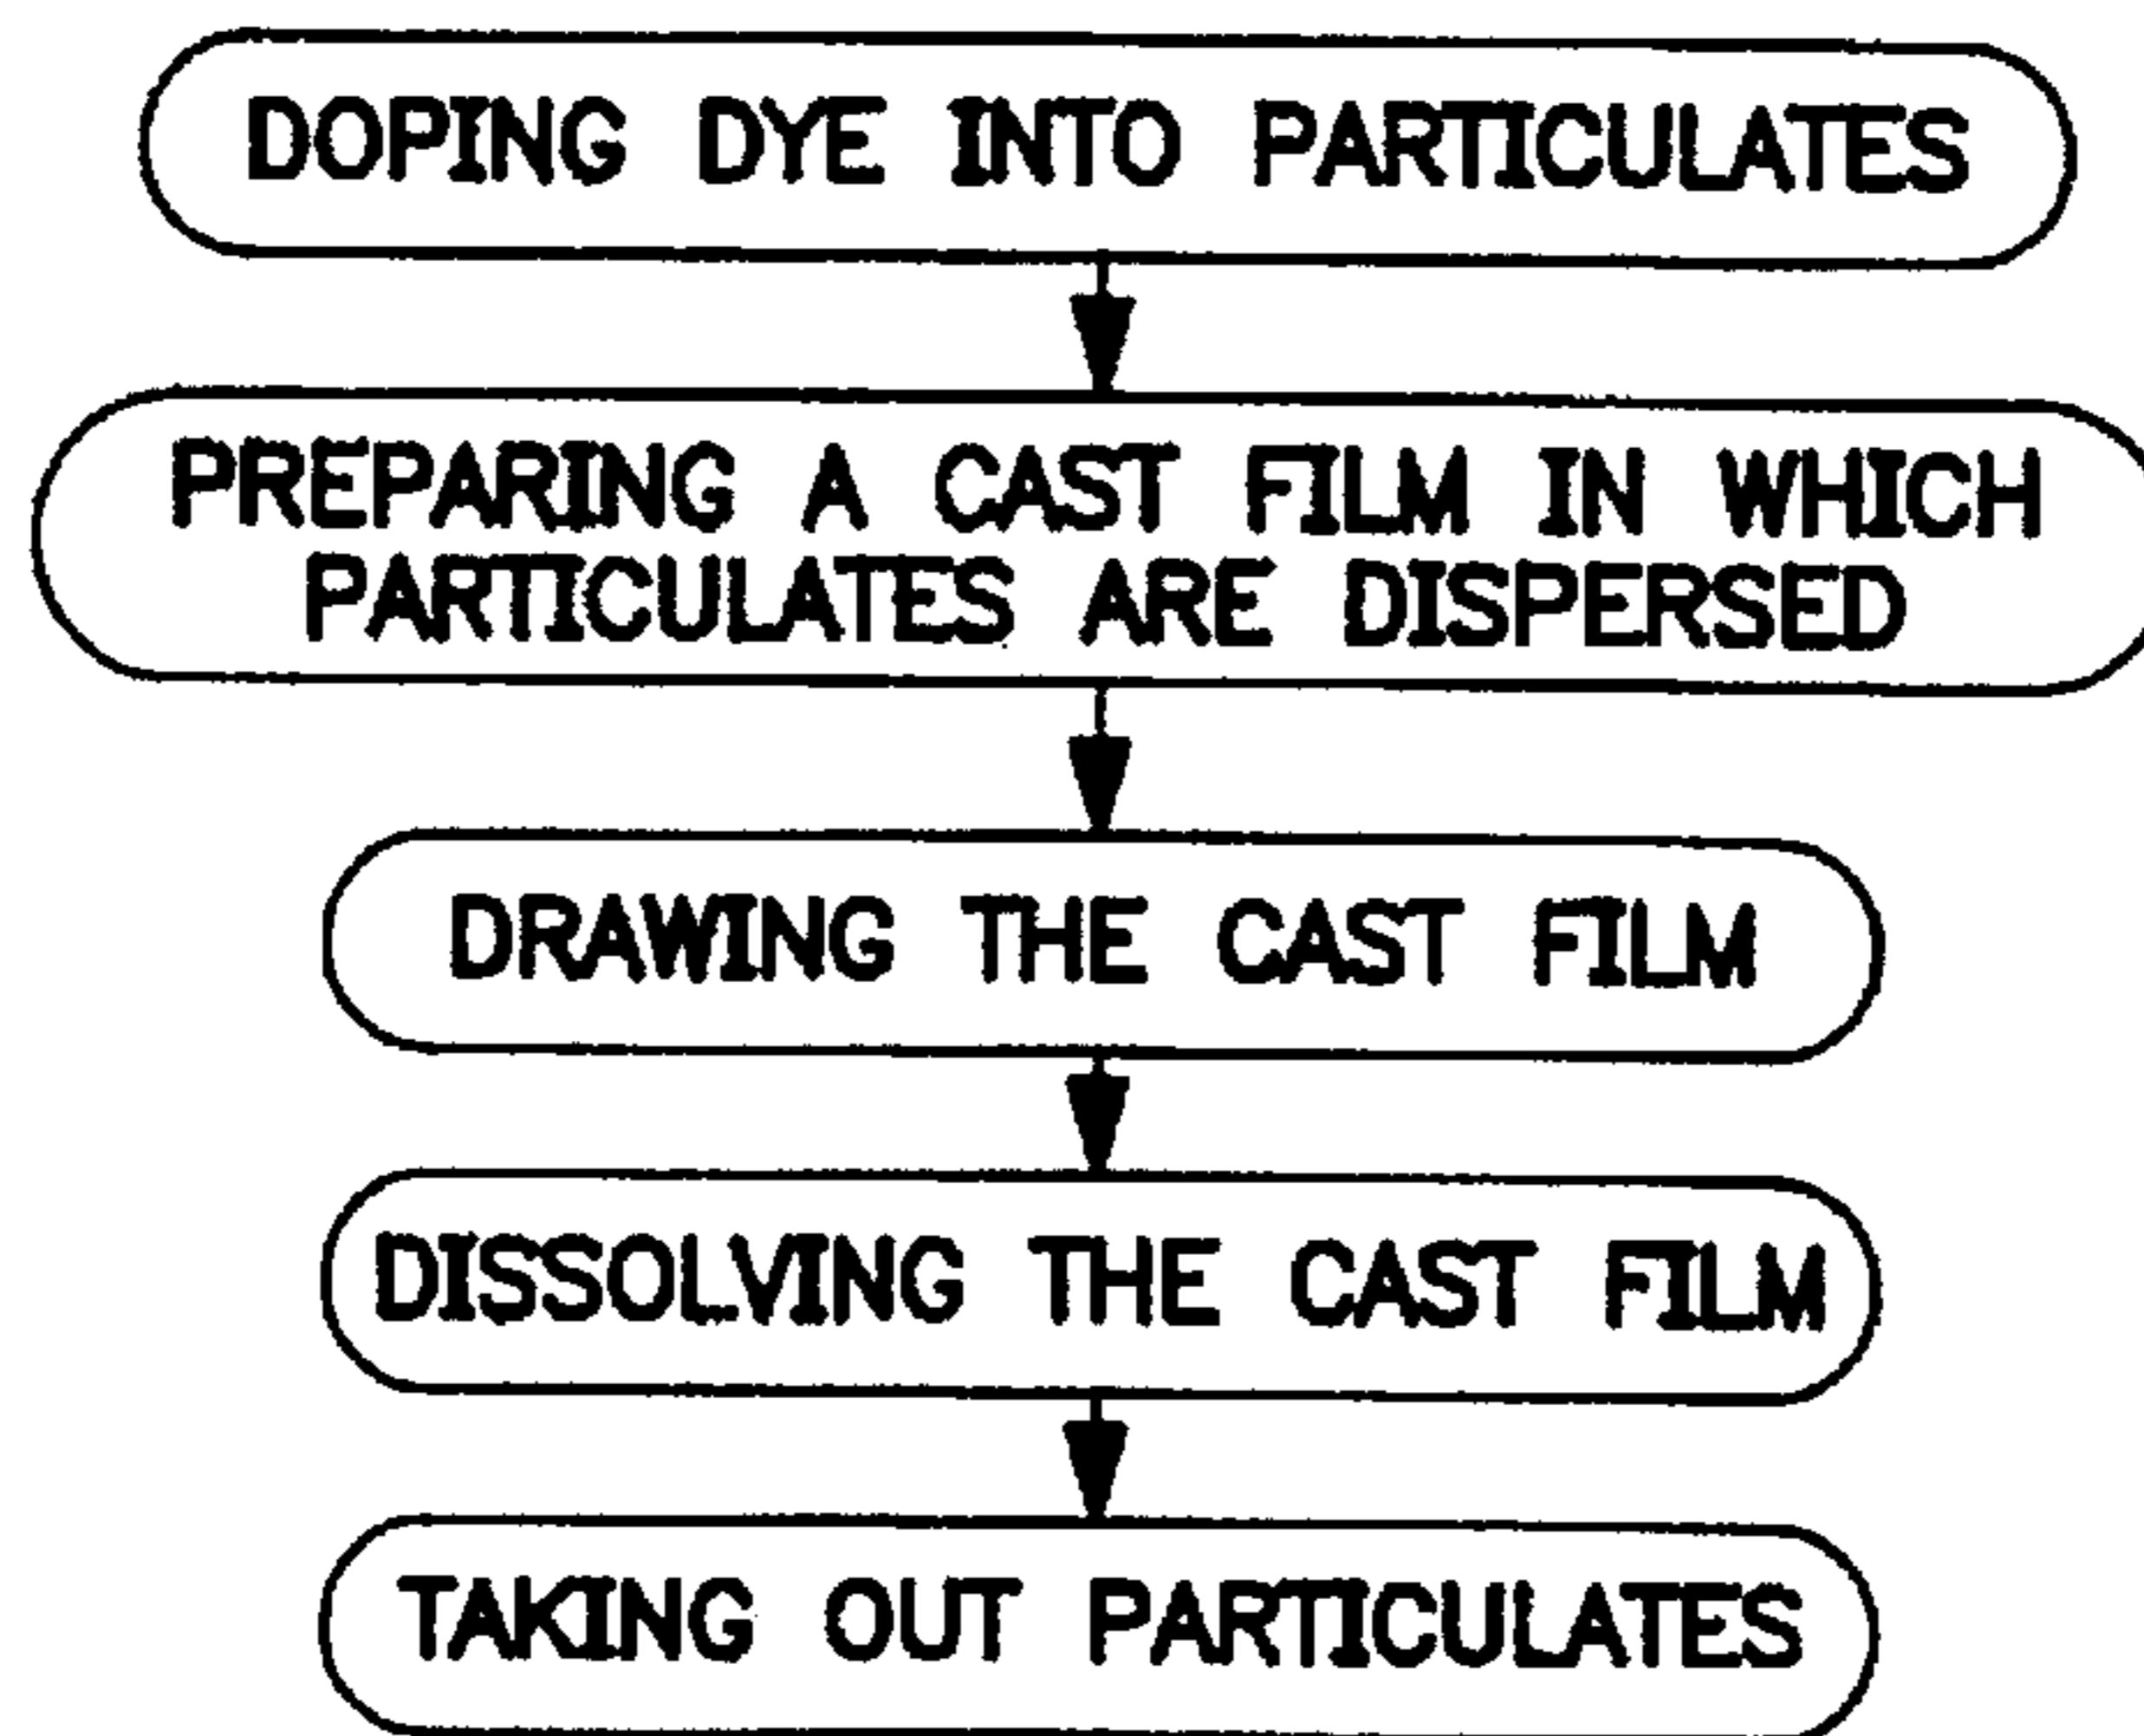 DOPING DYE INTO PARTICULATES
PREPARING A CAST FILM IN WHICH
PARTICULATES ARE DISPERSED
DRAWING THE CAST FILM
DISSOLVING THE CAST FILM
TAKING OUT PARTICULATES